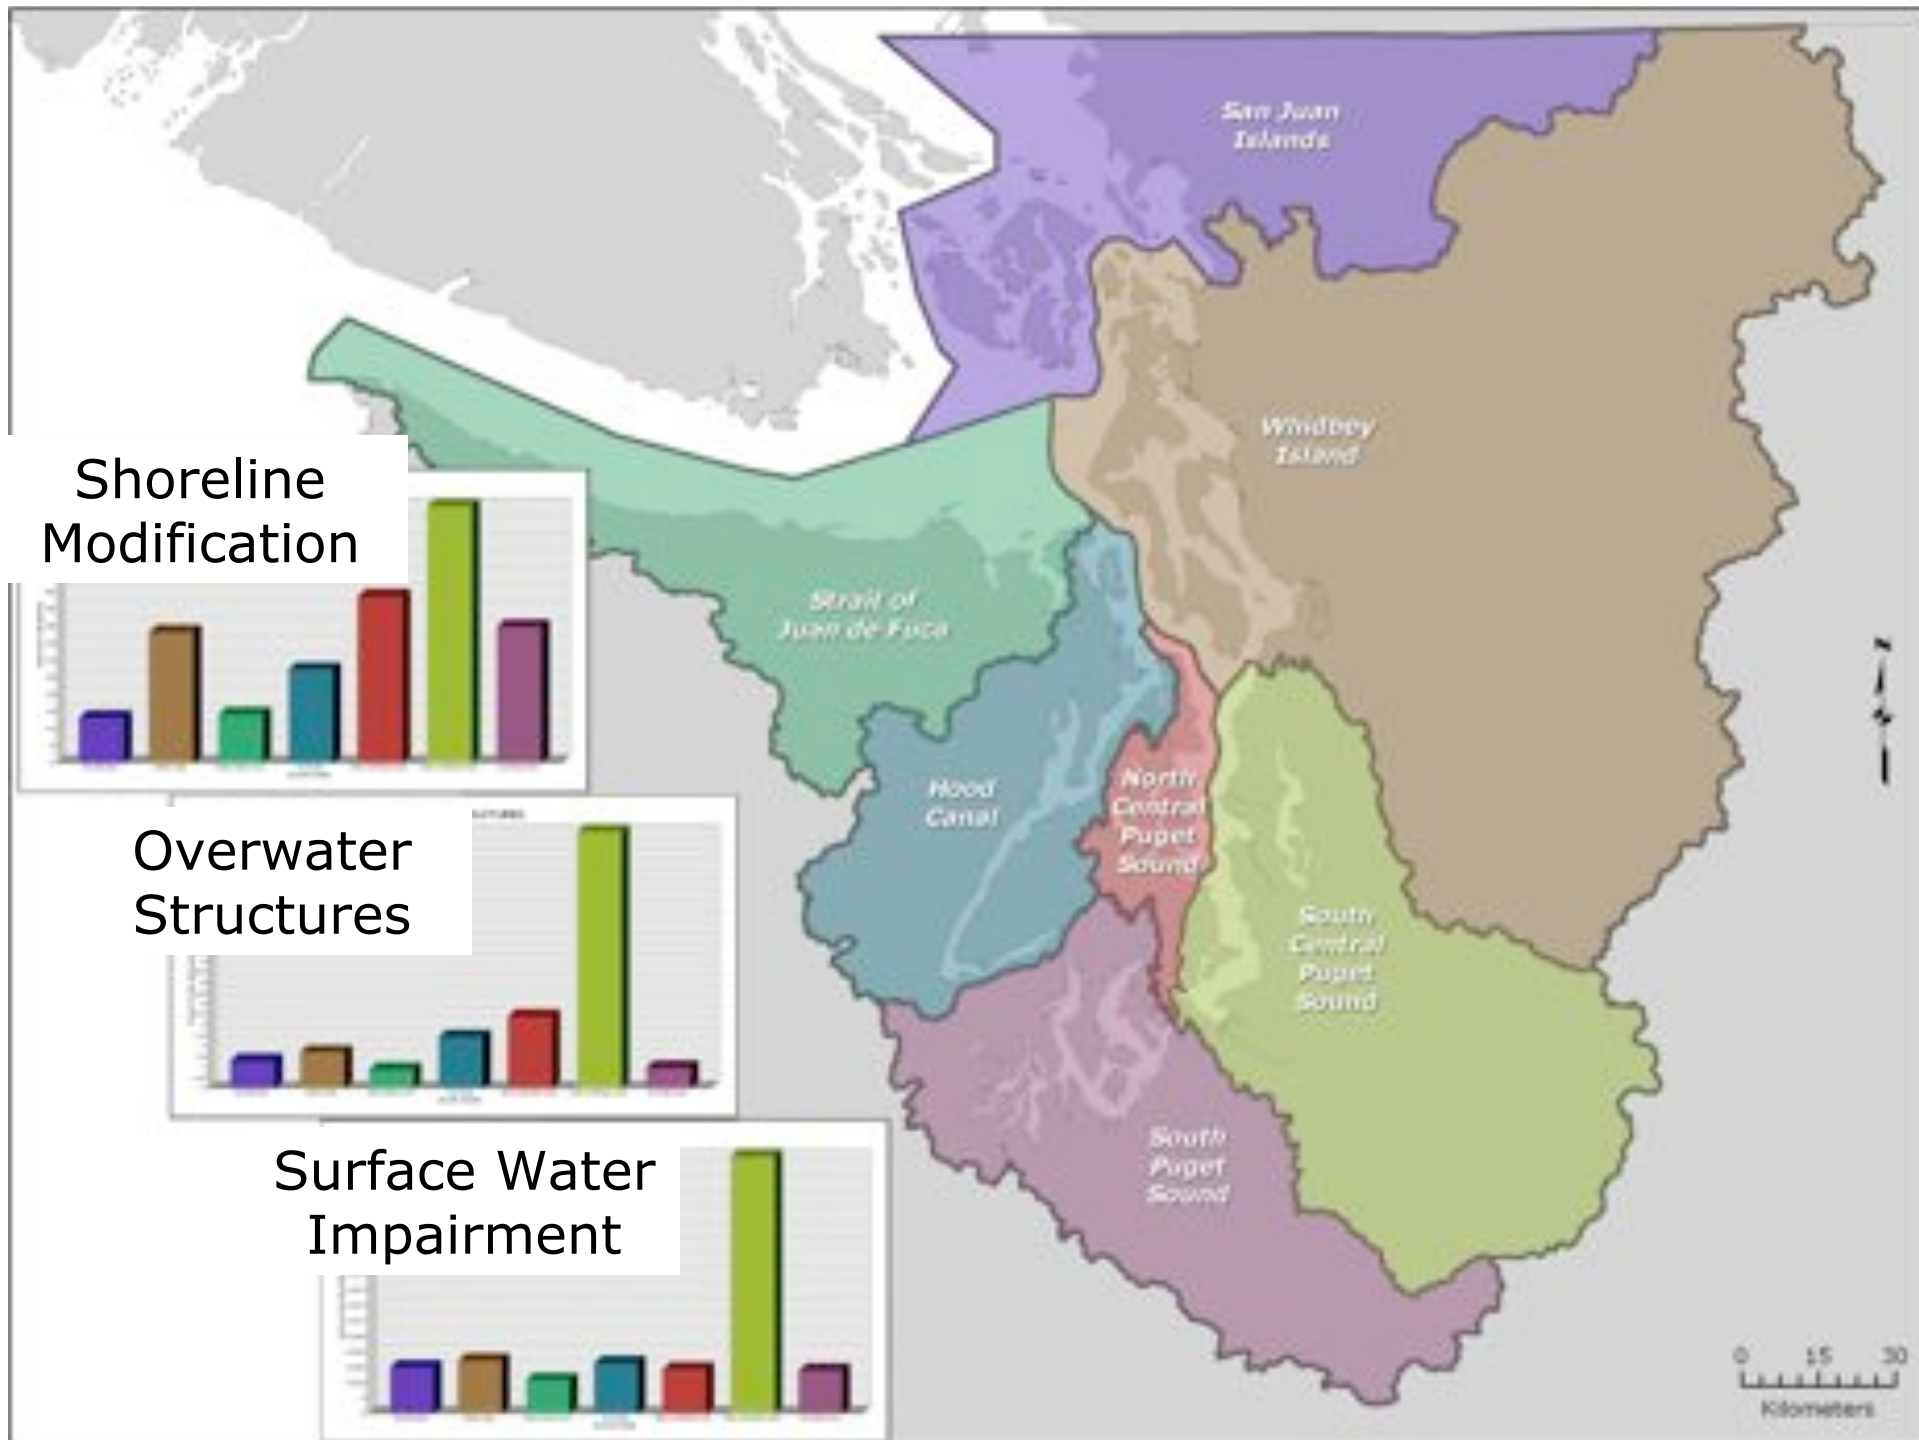 San Juan
Islands
Whidbey
Island
Shoreline
Modification
Strait of
Juan de Fuca
Hood
Canal
North
Central
Puget
Sound
Overwater
Structures
South
Central
Puget
Sound
South
Puget
Sound
Surface Water
Impairment
N
0 15 30
Kilometers